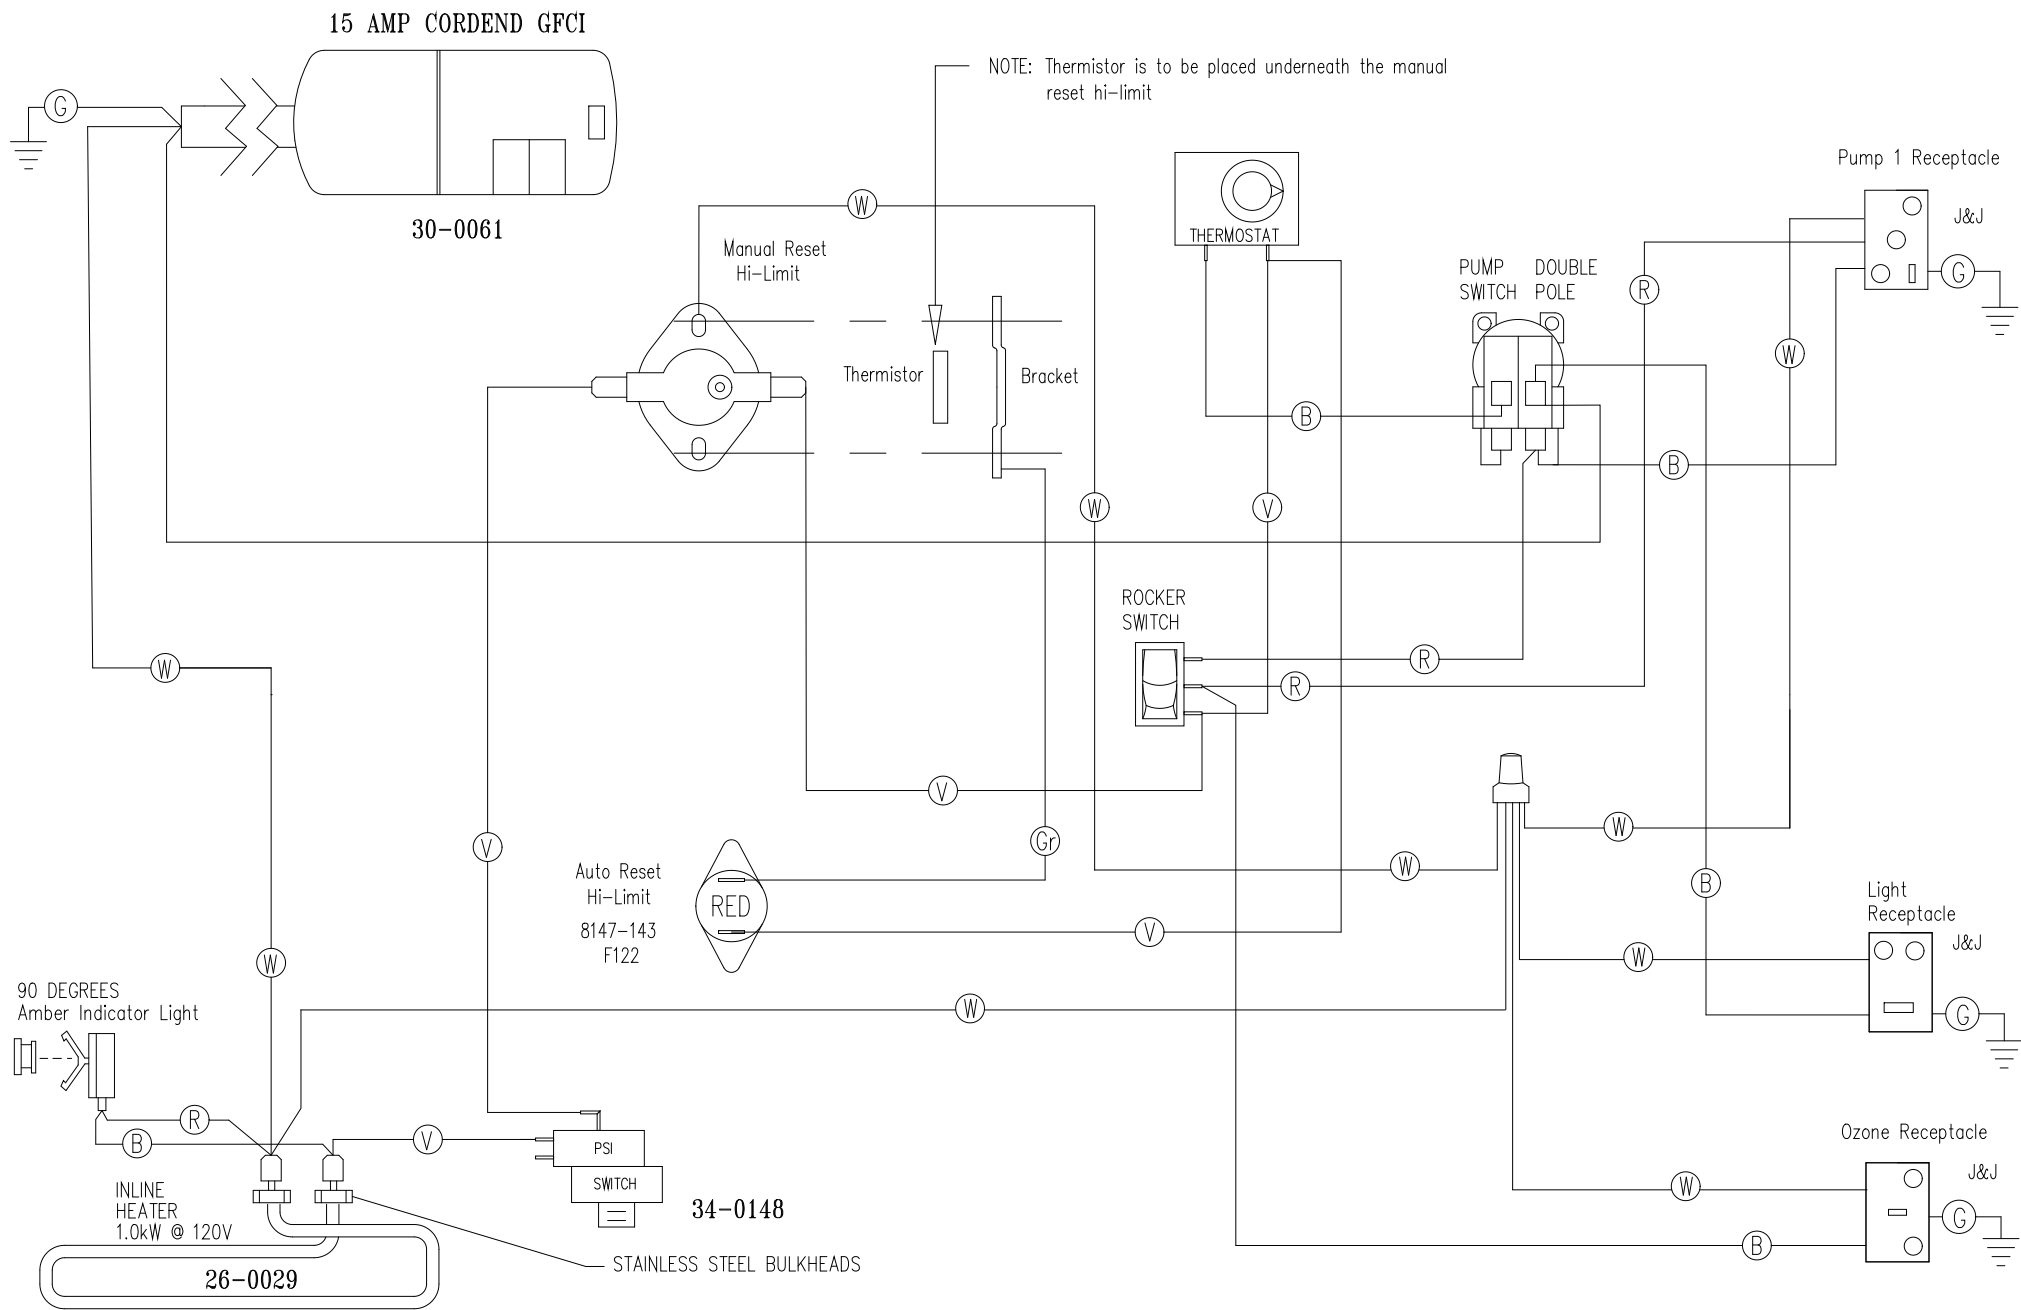 15 AMP CORDEND GFCI
NOTE: Thermistor is to be placed underneath the manual
reset hi-limit
G
30-0061
W
Manual Reset
Hi-Limit
THERMOSTAT
Pump 1 Receptacle
J&J
G
PUMP
SWITCH
DOUBLE
POLE
R
W
Thermistor
Bracket
B
B
W
V
ROCKER
SWITCH
R
R
W
V
W
V
Gr
W
W
Auto Reset
Hi-Limit
8147-143
F122
RED
V
B
Light
Receptacle
J&J
W
G
W
W
90 DEGREES
Amber Indicator Light
R
B
V
PSI
SWITCH
34-0148
INLINE
HEATER
1.0kW @ 120V
26-0029
STAINLESS STEEL BULKHEADS
Ozone Receptacle
J&J
W
G
B